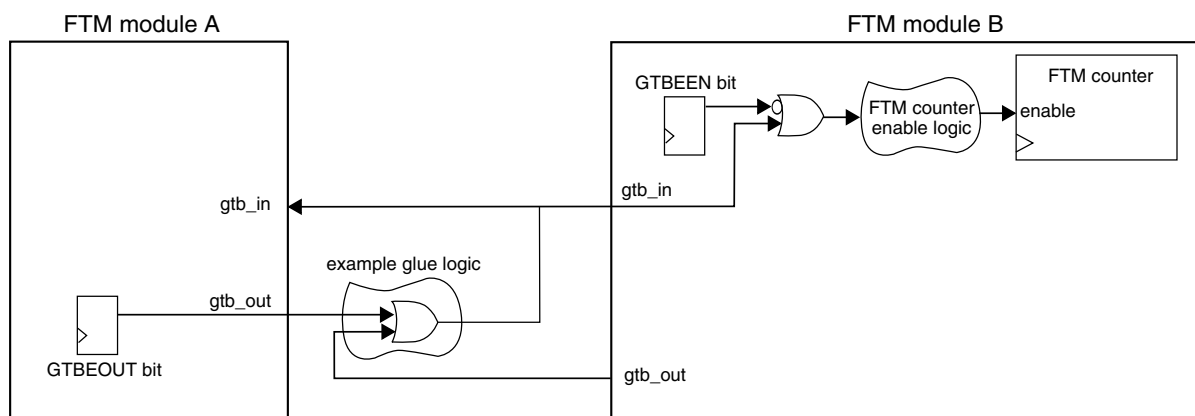 FTM module A
FTM module B
GTBEEN bit
FTM counter
enable logic
FTM counter
enable
gtb_in
gtb_in
example glue logic
gtb_out
GTBEOUT bit
gtb_out